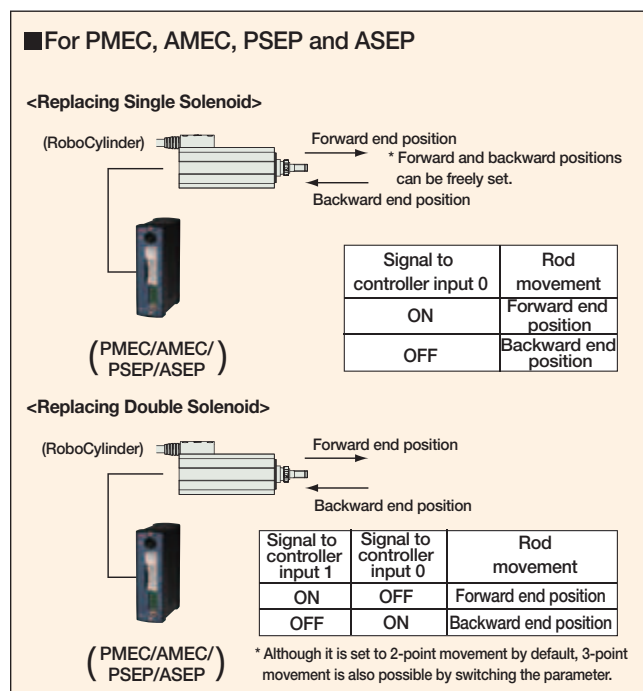 ■For PMEC, AMEC, PSEP and ASEP
<Replacing Single Solenoid>
(RoboCylinder)
Forward end position
* Forward and backward positions
can be freely set.
Backward end position
(PMEC/AMEC/
PSEP/ASEP)
Signal to
controller input 0
Rod
movement
ON
Forward end
position
OFF
Backward end
position
<Replacing Double Solenoid>
(RoboCylinder)
Forward end position
Backward end position
(PMEC/AMEC/
PSEP/ASEP)
Signal to
controller
input 1
Signal to
controller
input 0
Rod
movement
ON
OFF
Forward end position
OFF
ON
Backward end position
* Although it is set to 2-point movement by default, 3-point
movement is also possible by switching the parameter.